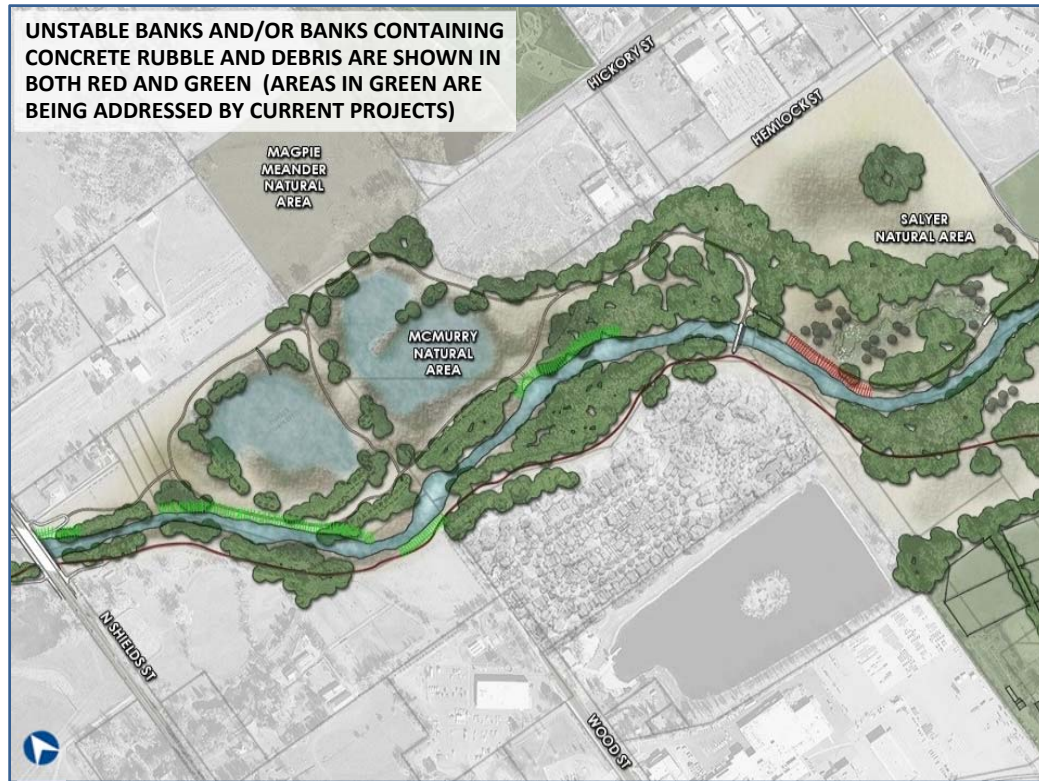 UNSTABLE BANKS AND/OR BANKS CONTAINING
CONCRETE RUBBLE AND DEBRIS ARE SHOWN IN
BOTH RED AND GREEN (AREAS IN GREEN ARE
BEING ADDRESSED BY CURRENT PROJECTS)
HICKORY ST
HEMLOCK ST
MAGPIE
MEANDER
NATURAL
AREA
SALYER
NATURAL AREA
MCMURRY
NATURAL
AREA
N SHIELDS ST
WOOD ST